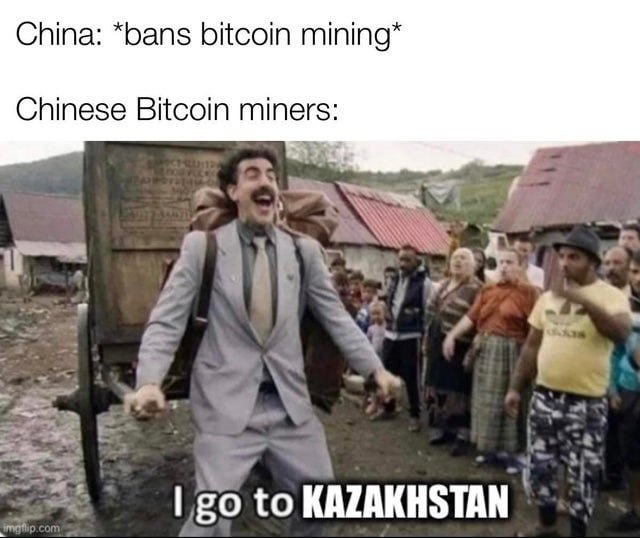 China: *bans bitcoin mining*
Chinese Bitcoin miners:
I go to KAZAKHSTAN
imgflip.com